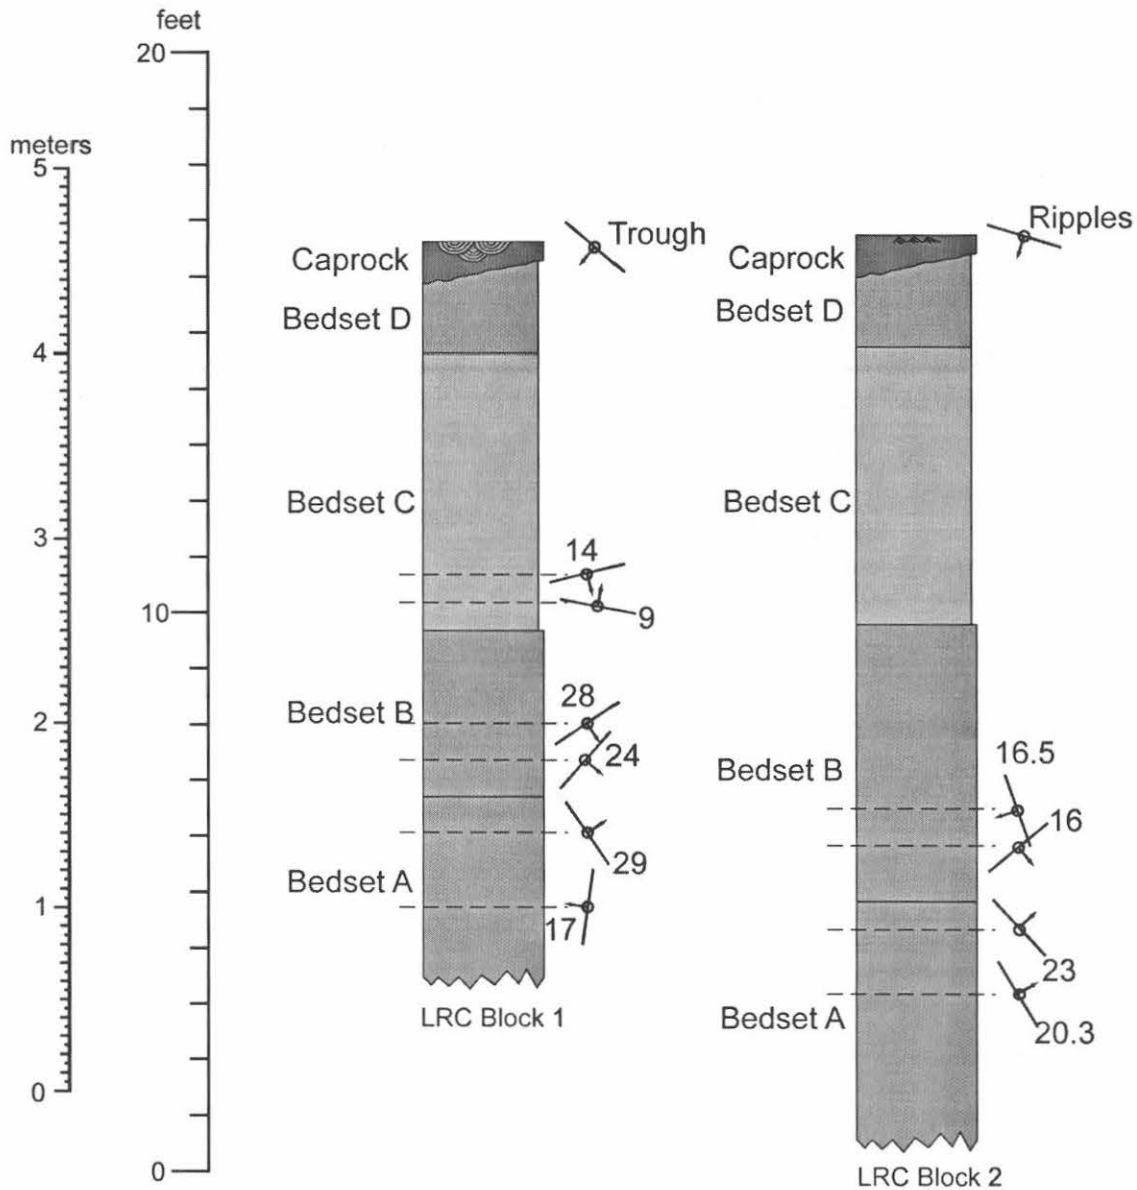 feet
20
10
0
meters
5
4
3
2
1
0
Trough
Caprock
Bedset D
Bedset C
14
9
28
Bedset B
24
29
Bedset A
17
LRC Block 1
Ripples
Caprock
Bedset D
Bedset C
16.5
Bedset B
16
23
Bedset A
20.3
LRC Block 2